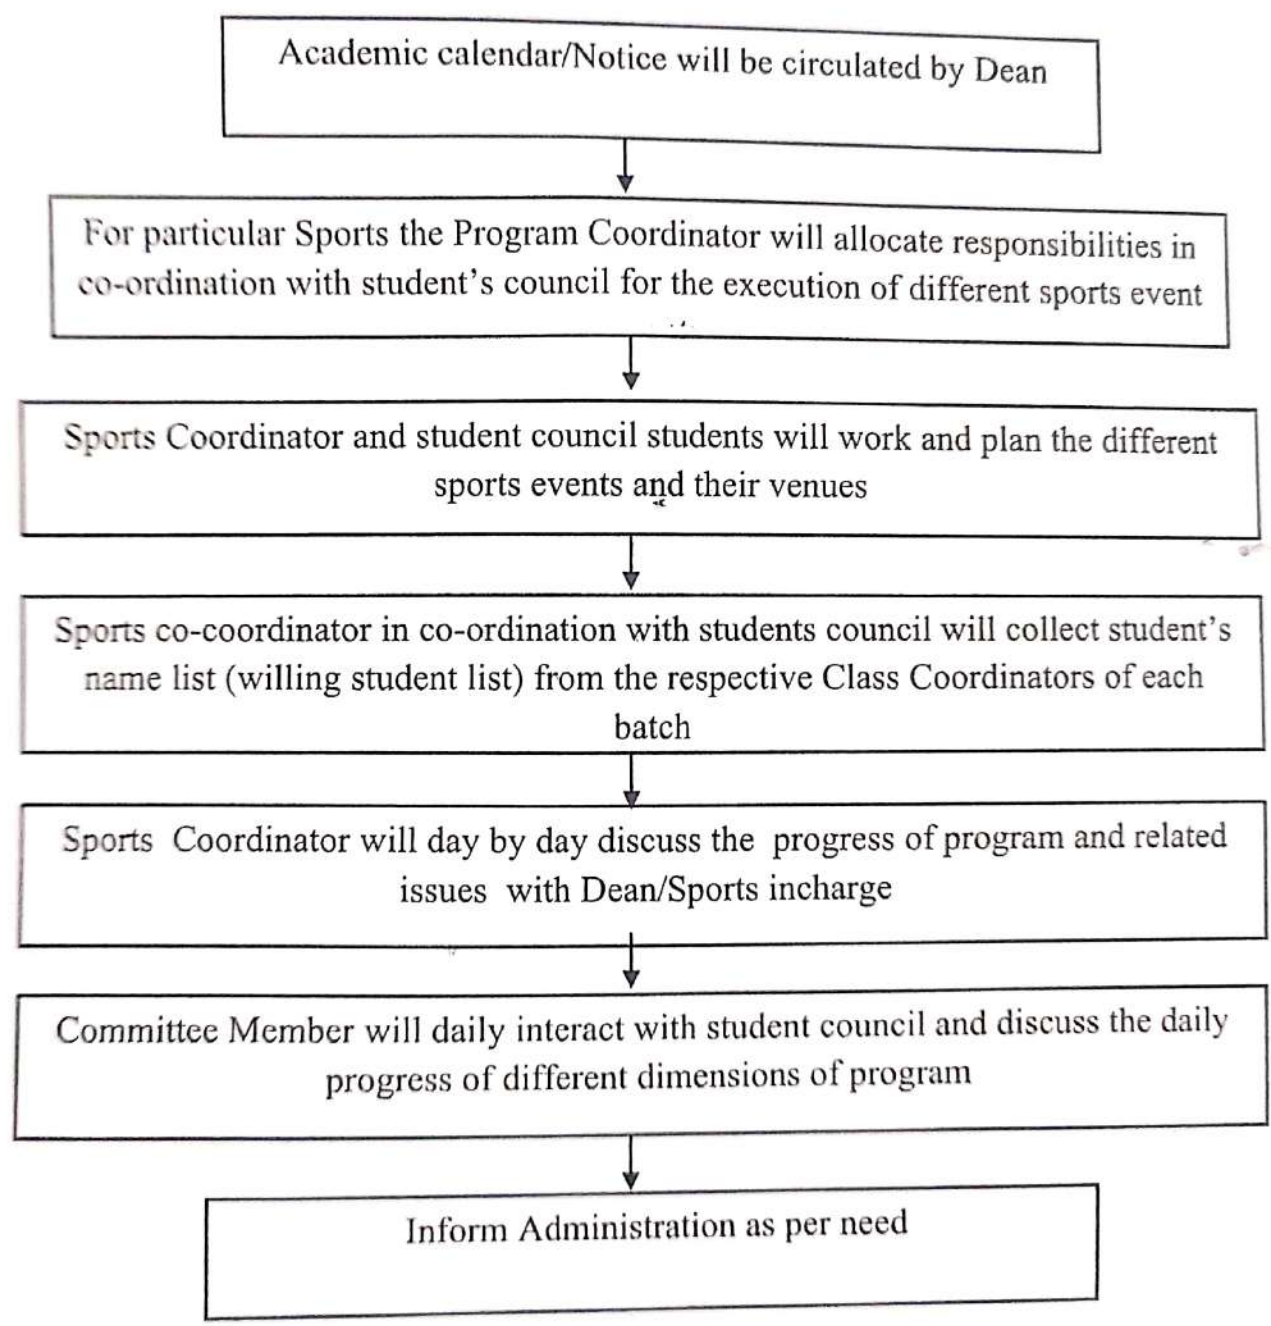 Academic calendar/Notice will be circulated by Dean
For particular Sports the Program Coordinator will allocate responsibilities in
co-ordination with student's council for the execution of different sports event
Sports Coordinator and student council students will work and plan the different
sports events and their venues
Sports co-coordinator in co-ordination with students council will collect student's
name list (willing student list) from the respective Class Coordinators of each
batch
Sports Coordinator will day by day discuss the progress of program and related
issues with Dean/Sports incharge
Committee Member will daily interact with student council and discuss the daily
progress of different dimensions of program
Inform Administration as per need